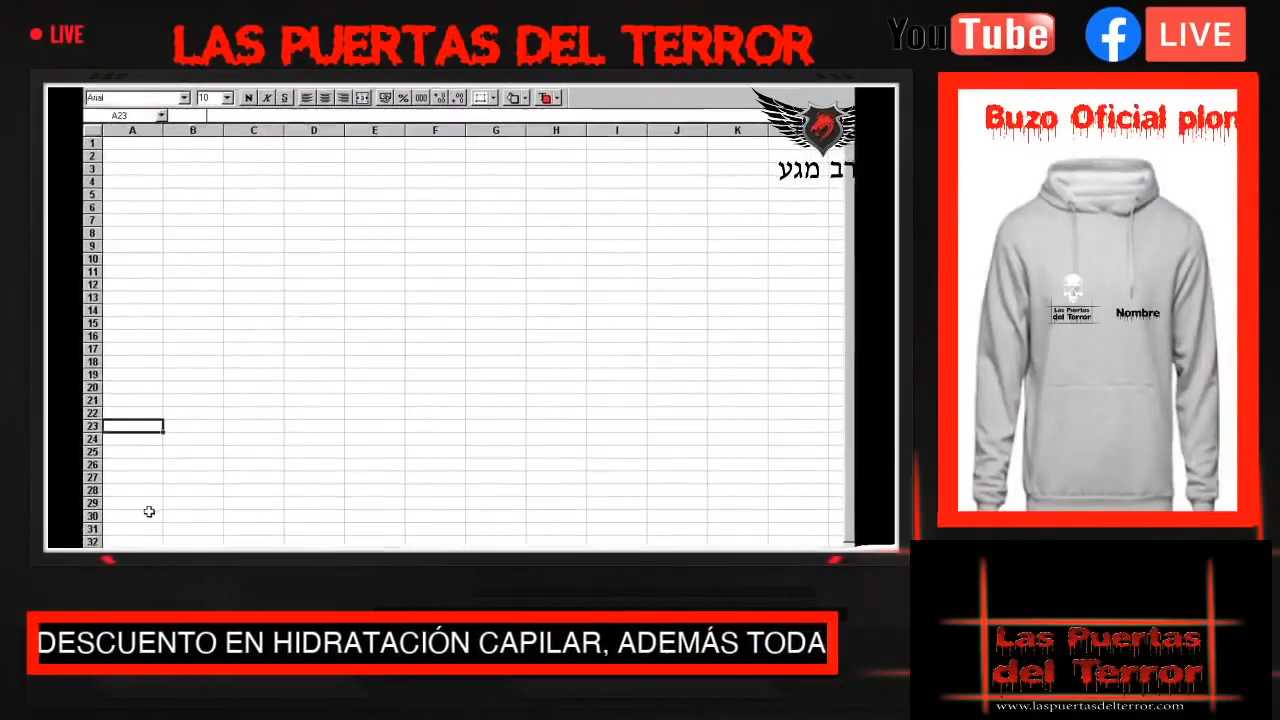 LIVE
LAS PUERTAS DEL TERROR
YouTube
f LIVE
Arial 10 N X S % 000
A23
A B C D E F G H I J K
1
2
3
4
5
6
7
8
9
10
11
12
13
14
15
16
17
18
19
20
21
22
23
24
25
26
27
28
29
30
31
32
רב מגע
Buzo Oficial plom
Las Puertas
del Terror
Nombre
DESCUENTO EN HIDRATACIÓN CAPILAR, ADEMÁS TODA
Las Puertas
del Terror
www.laspuertasdelterror.com